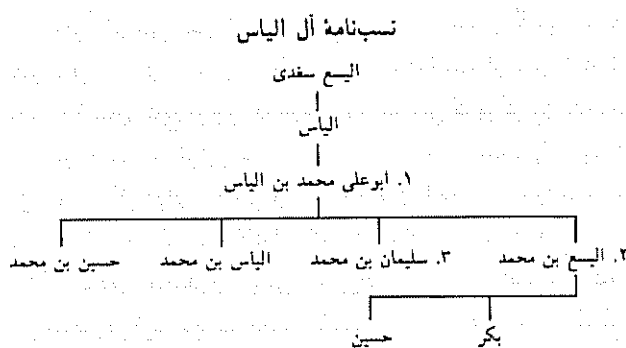 نسب‌نامهٔ آل الیاس
الیسع سغدی
الیاس
۱. ابوعلی محمد بن الیاس
۲. الیسع بن محمد ۳. سلیمان بن محمد الیاس بن محمد حسین بن محمد
بکر حسین